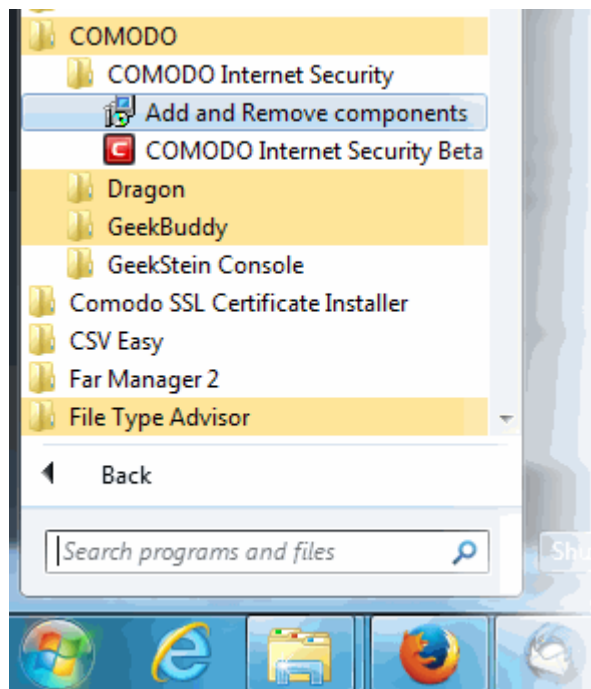 COMODO
COMODO Internet Security
Add and Remove components
COMODO Internet Security Beta
Dragon
GeekBuddy
GeekStein Console
Comodo SSL Certificate Installer
CSV Easy
Far Manager 2
File Type Advisor
Back
Search programs and files
Shu